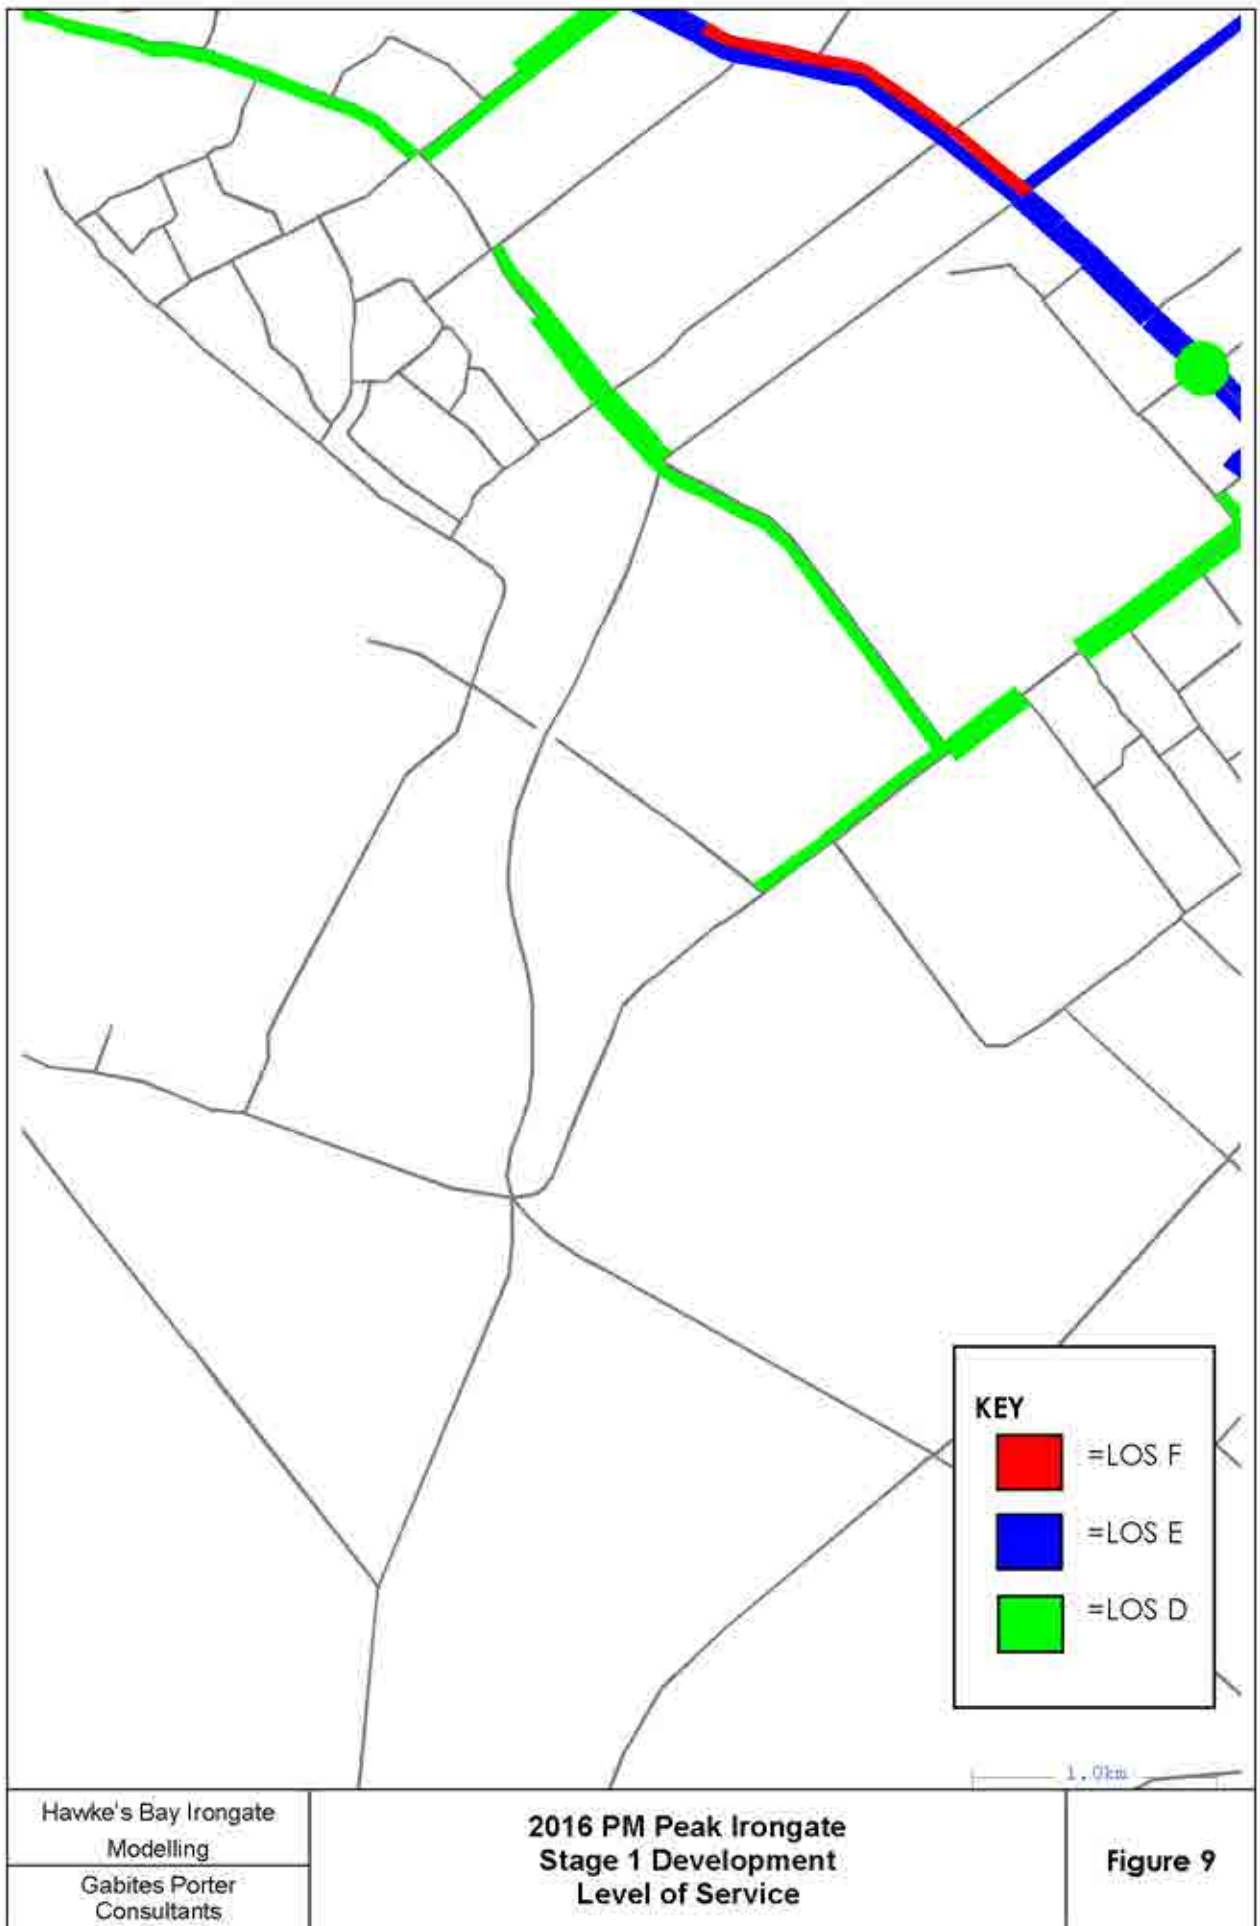 KEY
=LOS F
=LOS E
=LOS D
1.0km
Hawke's Bay Irongate
Modelling
Gabites Porter
Consultants
2016 PM Peak Irongate
Stage 1 Development
Level of Service
Figure 9